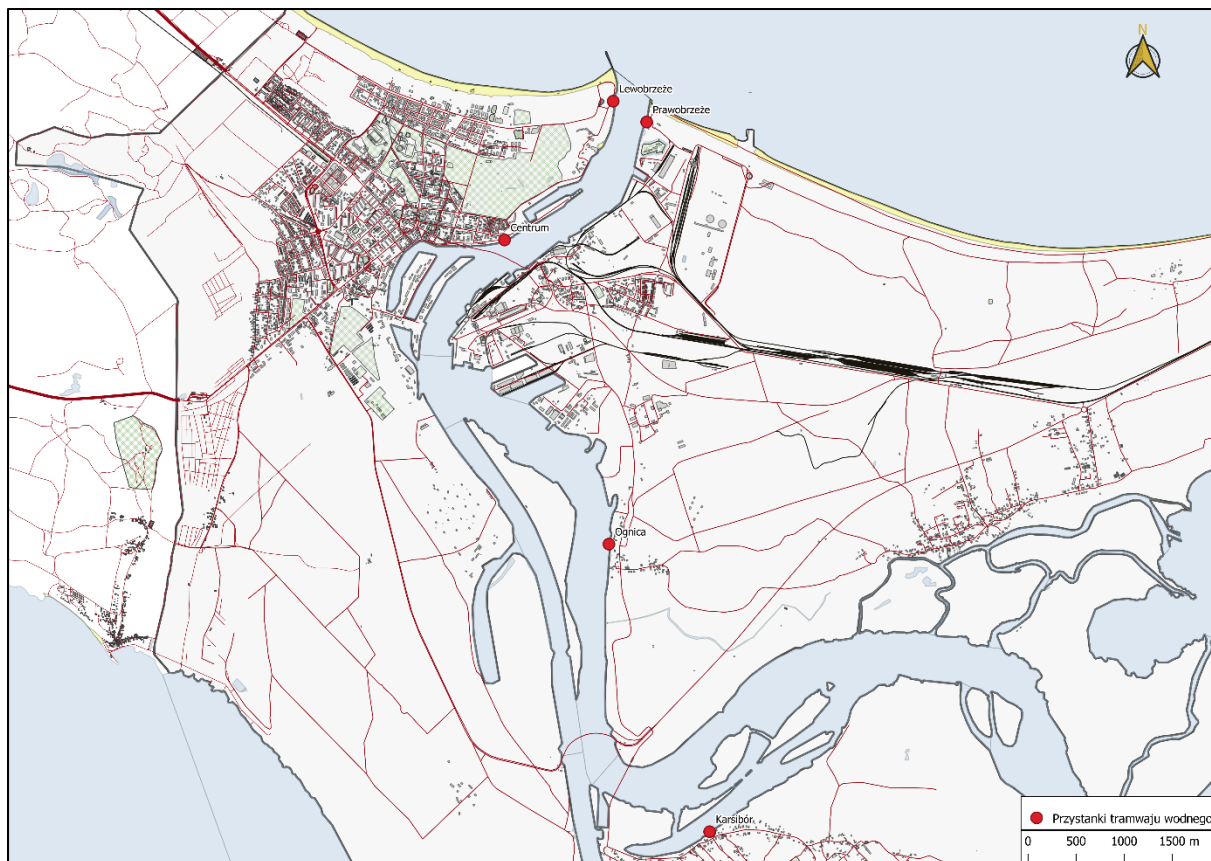 N
Lewobrzeże
Prawobrzeże
Centrum
Ognica
Karsibór
Przystanki tramwaju wodnego
0 500 1000 1500 m